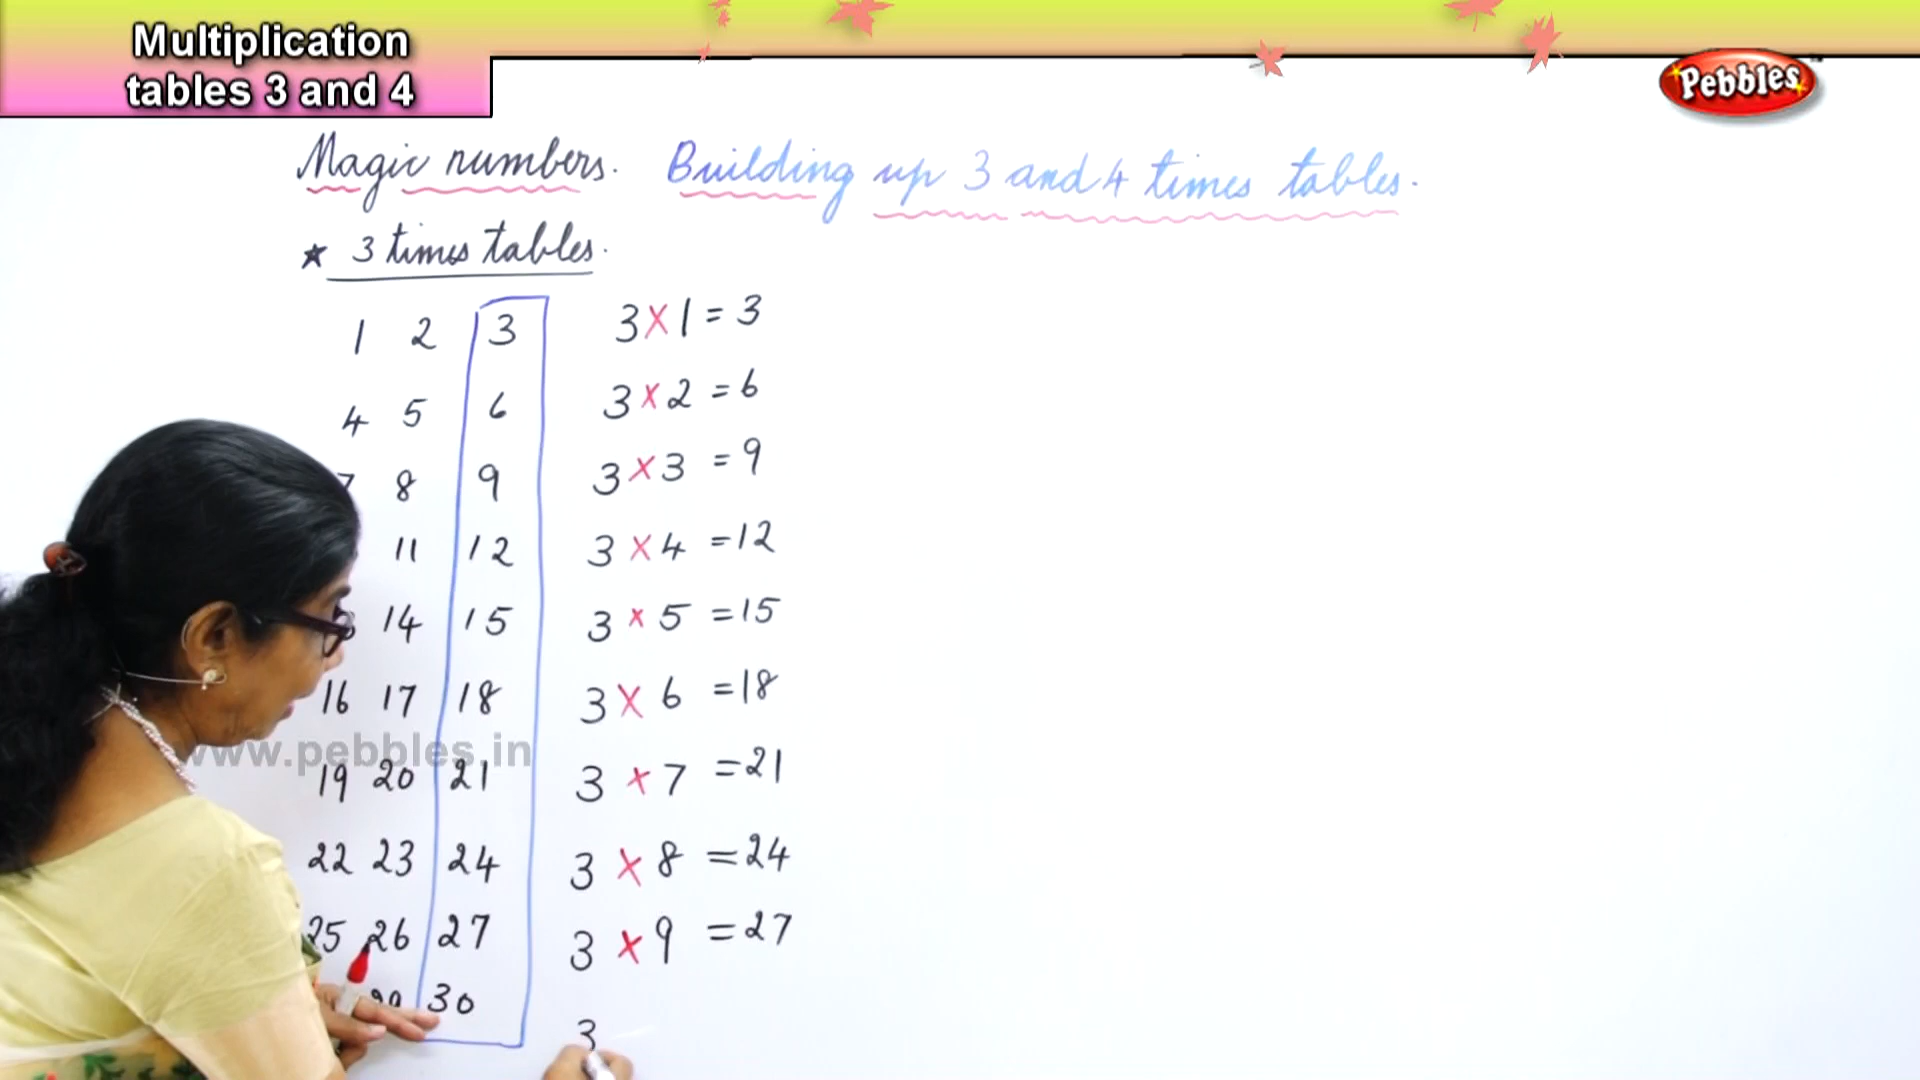 Multiplication
tables 3 and 4
Pebbles
Magic numbers. Building up 3 and 4 times tables.
★ 3 times tables.
1 2 3 3 × 1 = 3
4 5 6 3 × 2 = 6
7 8 9 3 × 3 = 9
11 12 3 × 4 = 12
14 15 3 × 5 = 15
16 17 18 3 × 6 = 18
www.pebbles.in
19 20 21 3 × 7 = 21
22 23 24 3 × 8 = 24
25 26 27 3 × 9 = 27
30
3